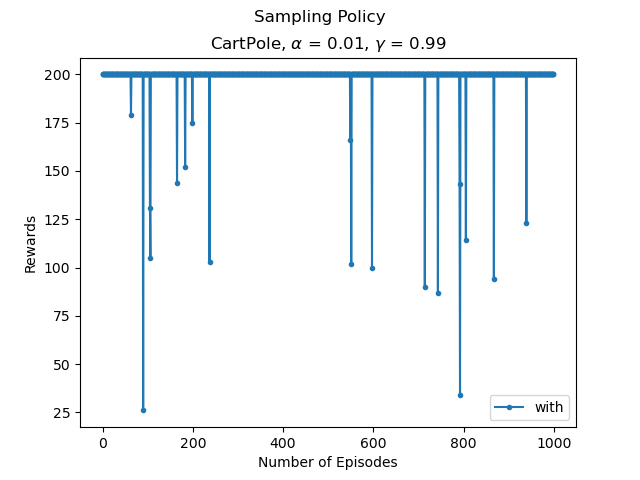 Sampling Policy
CartPole, α = 0.01, γ = 0.99
200
175
150
125
100
75
50
25
Rewards
with
0 200 400 600 800 1000
Number of Episodes